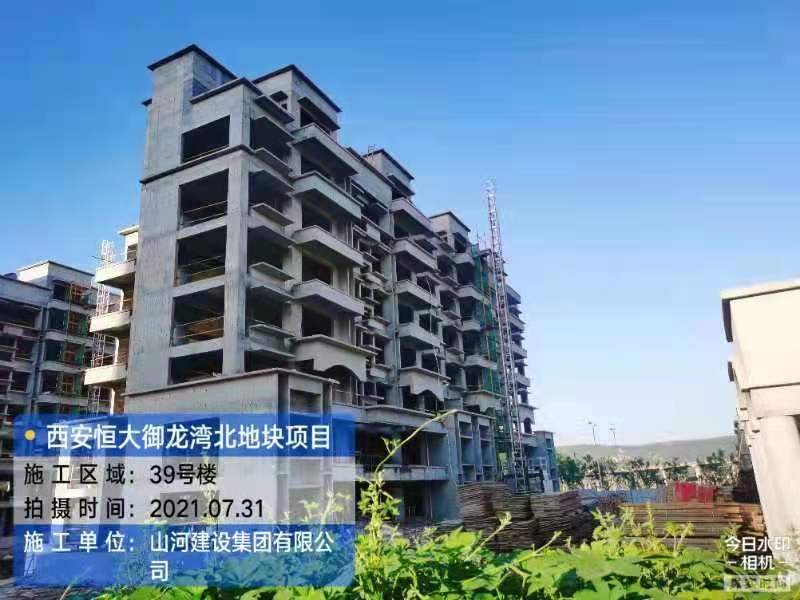 西安恒大御龙湾北地块项目
施工区域：39号楼
拍摄时间：2021.07.31
施工单位：山河建设集团有限公
司
今日水印
相机